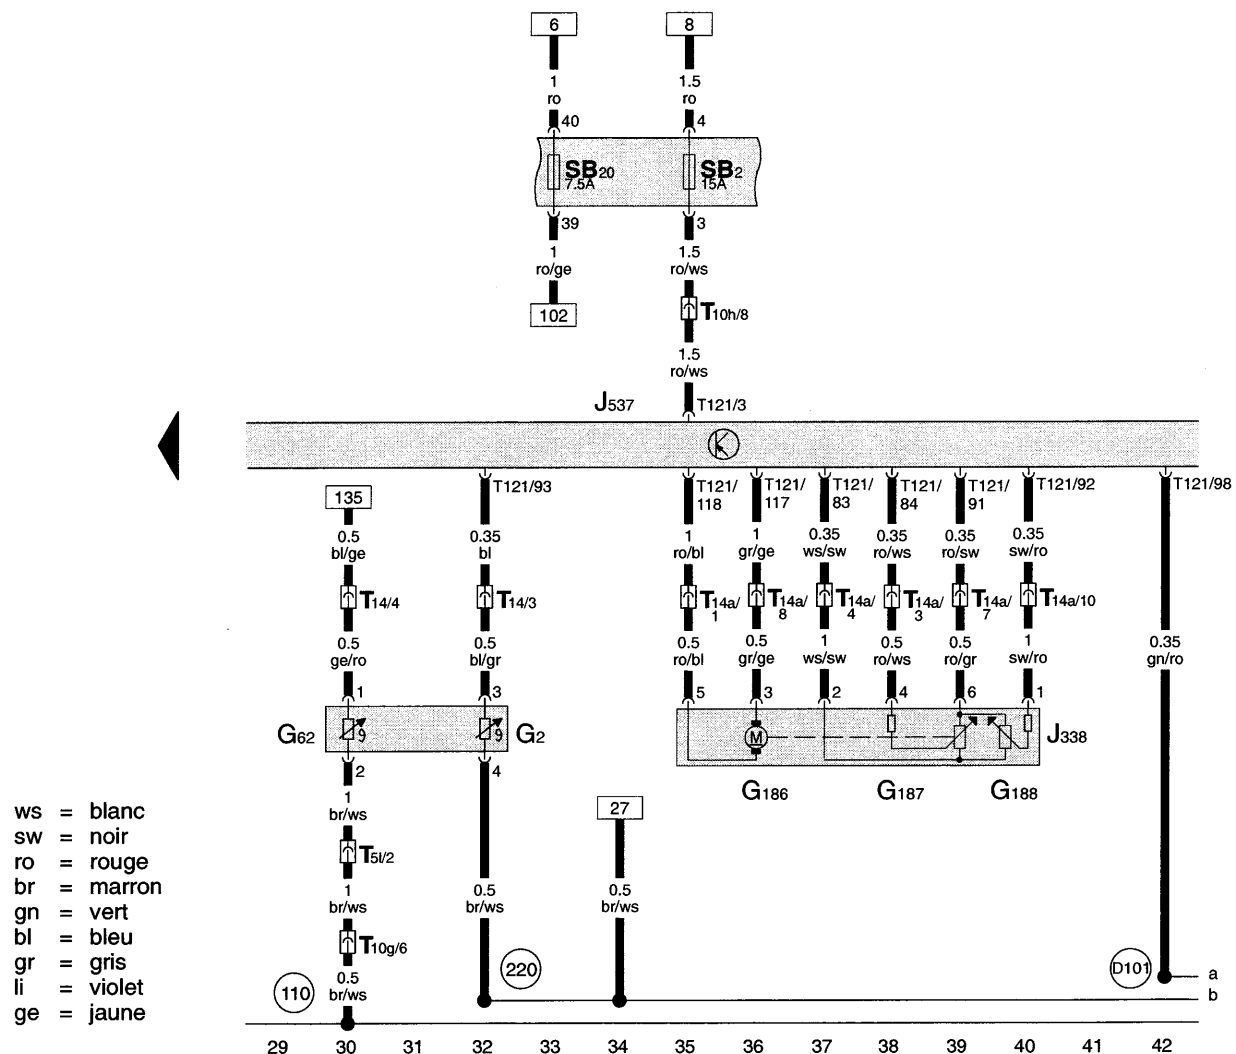 6 8
1 1.5
ro ro
40 4
SB20 SB2
7.5A 15A
39 3
1 1.5
ro/ge ro/ws
102 T10h/8
1.5
ro/ws
J537 T121/3
T121/93 T121/ T121/ T121/ T121/ T121/ T121/92 T121/98
135 118 117 83 84 91
0.5 0.35 1 1 0.35 0.35 0.35 0.35
bl/ge bl ro/bl gr/ge ws/sw ro/ws ro/sw sw/ro
T14/4 T14/3 T14a/ T14a/ T14a/ T14a/ T14a/ T14a/10
1 8 4 3 7
0.5 0.5 0.5 0.5 1 0.5 0.5 1 0.35
ge/ro bl/gr ro/bl gr/ge ws/sw ro/ws ro/gr sw/ro gn/ro
1 3 5 3 2 4 6 1
G62 ϑ ϑ G2 M J338
2 4
G186 G187 G188
1 27
br/ws
T5l/2
1 0.5 0.5
br/ws br/ws br/ws
T10g/6
220 D101 a
0.5 b
110 br/ws
ws = blanc
sw = noir
ro = rouge
br = marron
gn = vert
bl = bleu
gr = gris
li = violet
ge = jaune
29 30 31 32 33 34 35 36 37 38 39 40 41 42